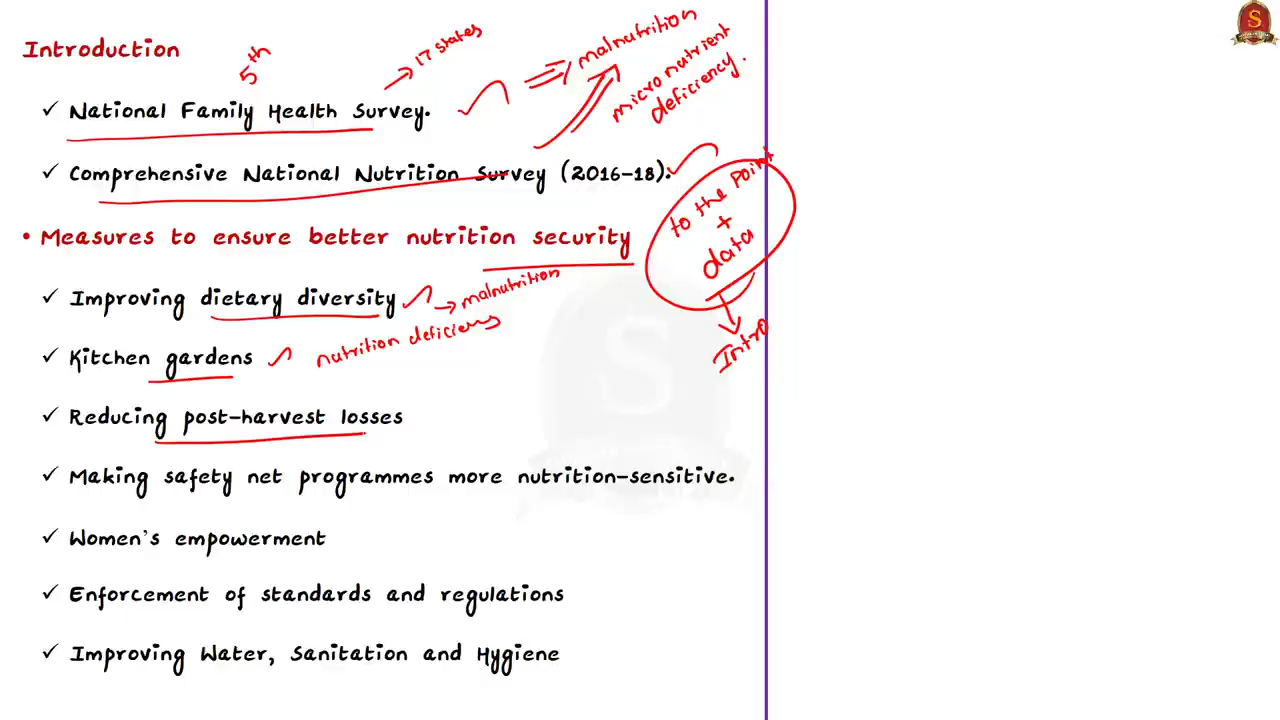 Introduction
5th
→ 17 states
⇒ malnutrition
micro nutrient
deficiency.
✓ National Family Health Survey.
✓ Comprehensive National Nutrition Survey (2016-18).
to the point
+
data
Intro
• Measures to ensure better nutrition security
✓ Improving dietary diversity
→ malnutrition
nutrition deficiency
✓ Kitchen gardens
✓ Reducing post-harvest losses
✓ Making safety net programmes more nutrition-sensitive.
✓ Women's empowerment
✓ Enforcement of standards and regulations
✓ Improving Water, Sanitation and Hygiene
S